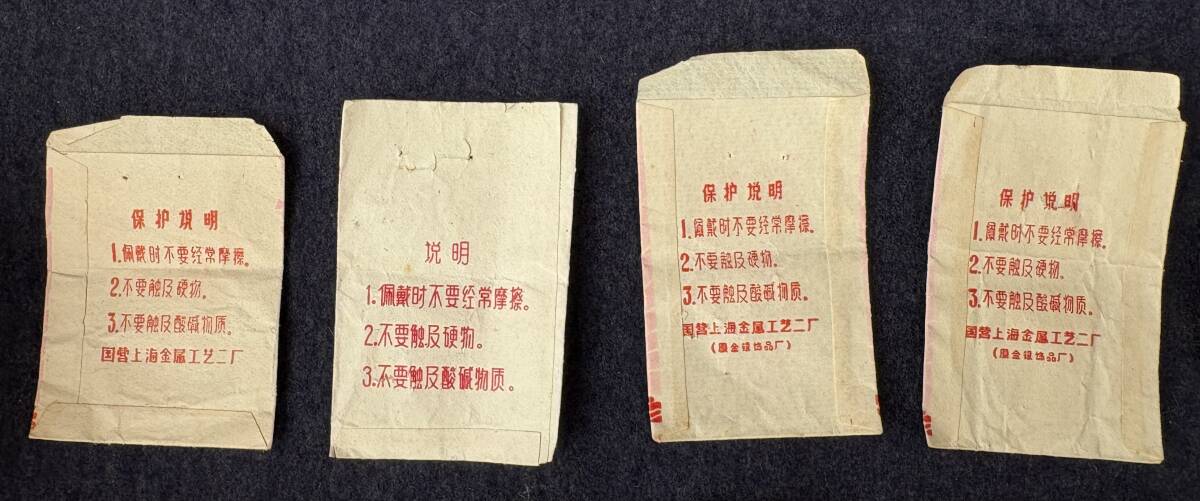 保护说明
1.佩戴时不要经常摩擦。
2.不要触及硬物。
3.不要触及酸碱物质。
国营上海金属工艺二厂
说明
1.佩戴时不要经常摩擦。
2.不要触及硬物。
3.不要触及酸碱物质。
保护说明
1.佩戴时不要经常摩擦。
2.不要触及硬物。
3.不要触及酸碱物质。
国营上海金属工艺二厂
(原金银饰品厂)
保护说明
1.佩戴时不要经常摩擦。
2.不要触及硬物。
3.不要触及酸碱物质。
国营上海金属工艺二厂
(原金银饰品厂)